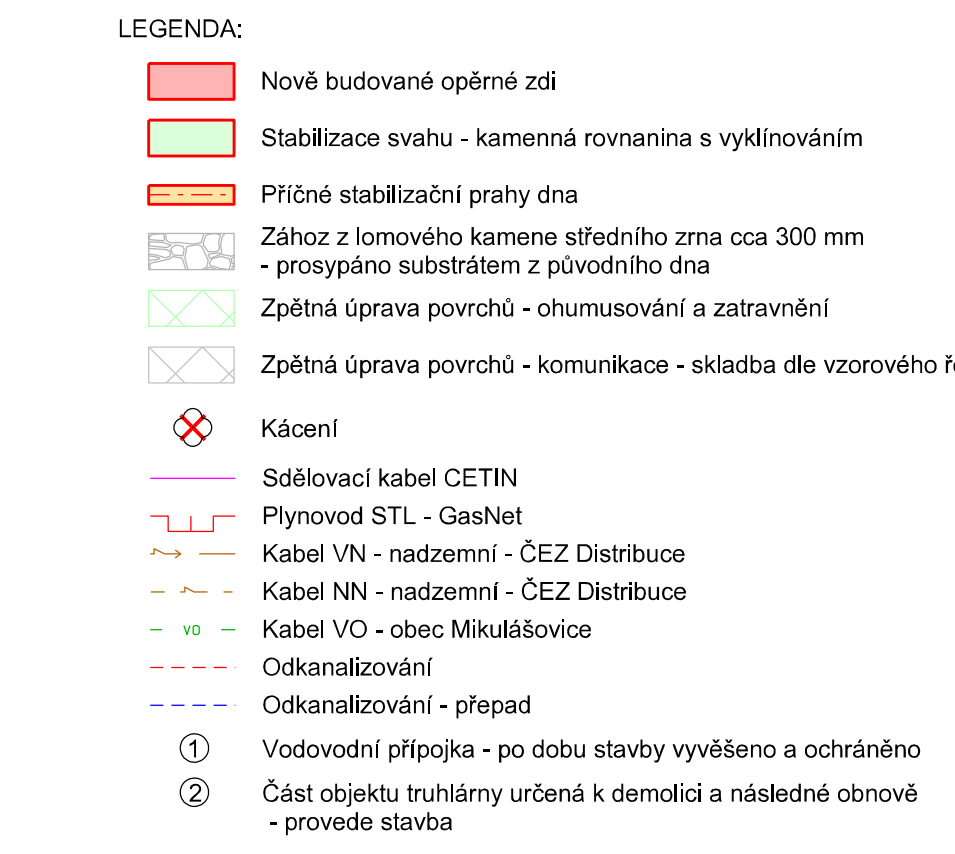 LEGENDA:
Nově budované opěrné zdi
Stabilizace svahu - kamenná rovnanina s vyklínováním
Příčné stabilizační prahy dna
Zához z lomového kamene středního zrna cca 300 mm
- prosypáno substrátem z původního dna
Zpětná úprava povrchů - ohumusování a zatravnění
Zpětná úprava povrchů - komunikace - skladba dle vzorového
Kácení
Sdělovací kabel CETIN
Plynovod STL - GasNet
Kabel VN - nadzemní - ČEZ Distribuce
Kabel NN - nadzemní - ČEZ Distribuce
VO Kabel VO - obec Mikulášovice
Odkanalizování
Odkanalizování - přepad
1 Vodovodní přípojka - po dobu stavby vyvěšeno a ochráněno
2 Část objektu truhlárny určená k demolici a následné obnově
- provede stavba